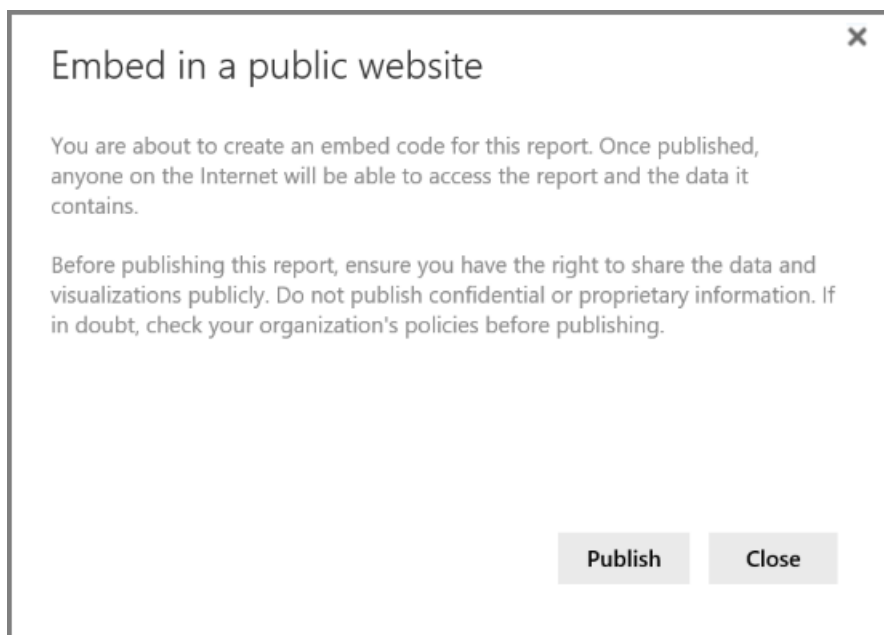 Embed in a public website
You are about to create an embed code for this report. Once published,
anyone on the Internet will be able to access the report and the data it
contains.
Before publishing this report, ensure you have the right to share the data and
visualizations publicly. Do not publish confidential or proprietary information. If
in doubt, check your organization's policies before publishing.
Publish Close